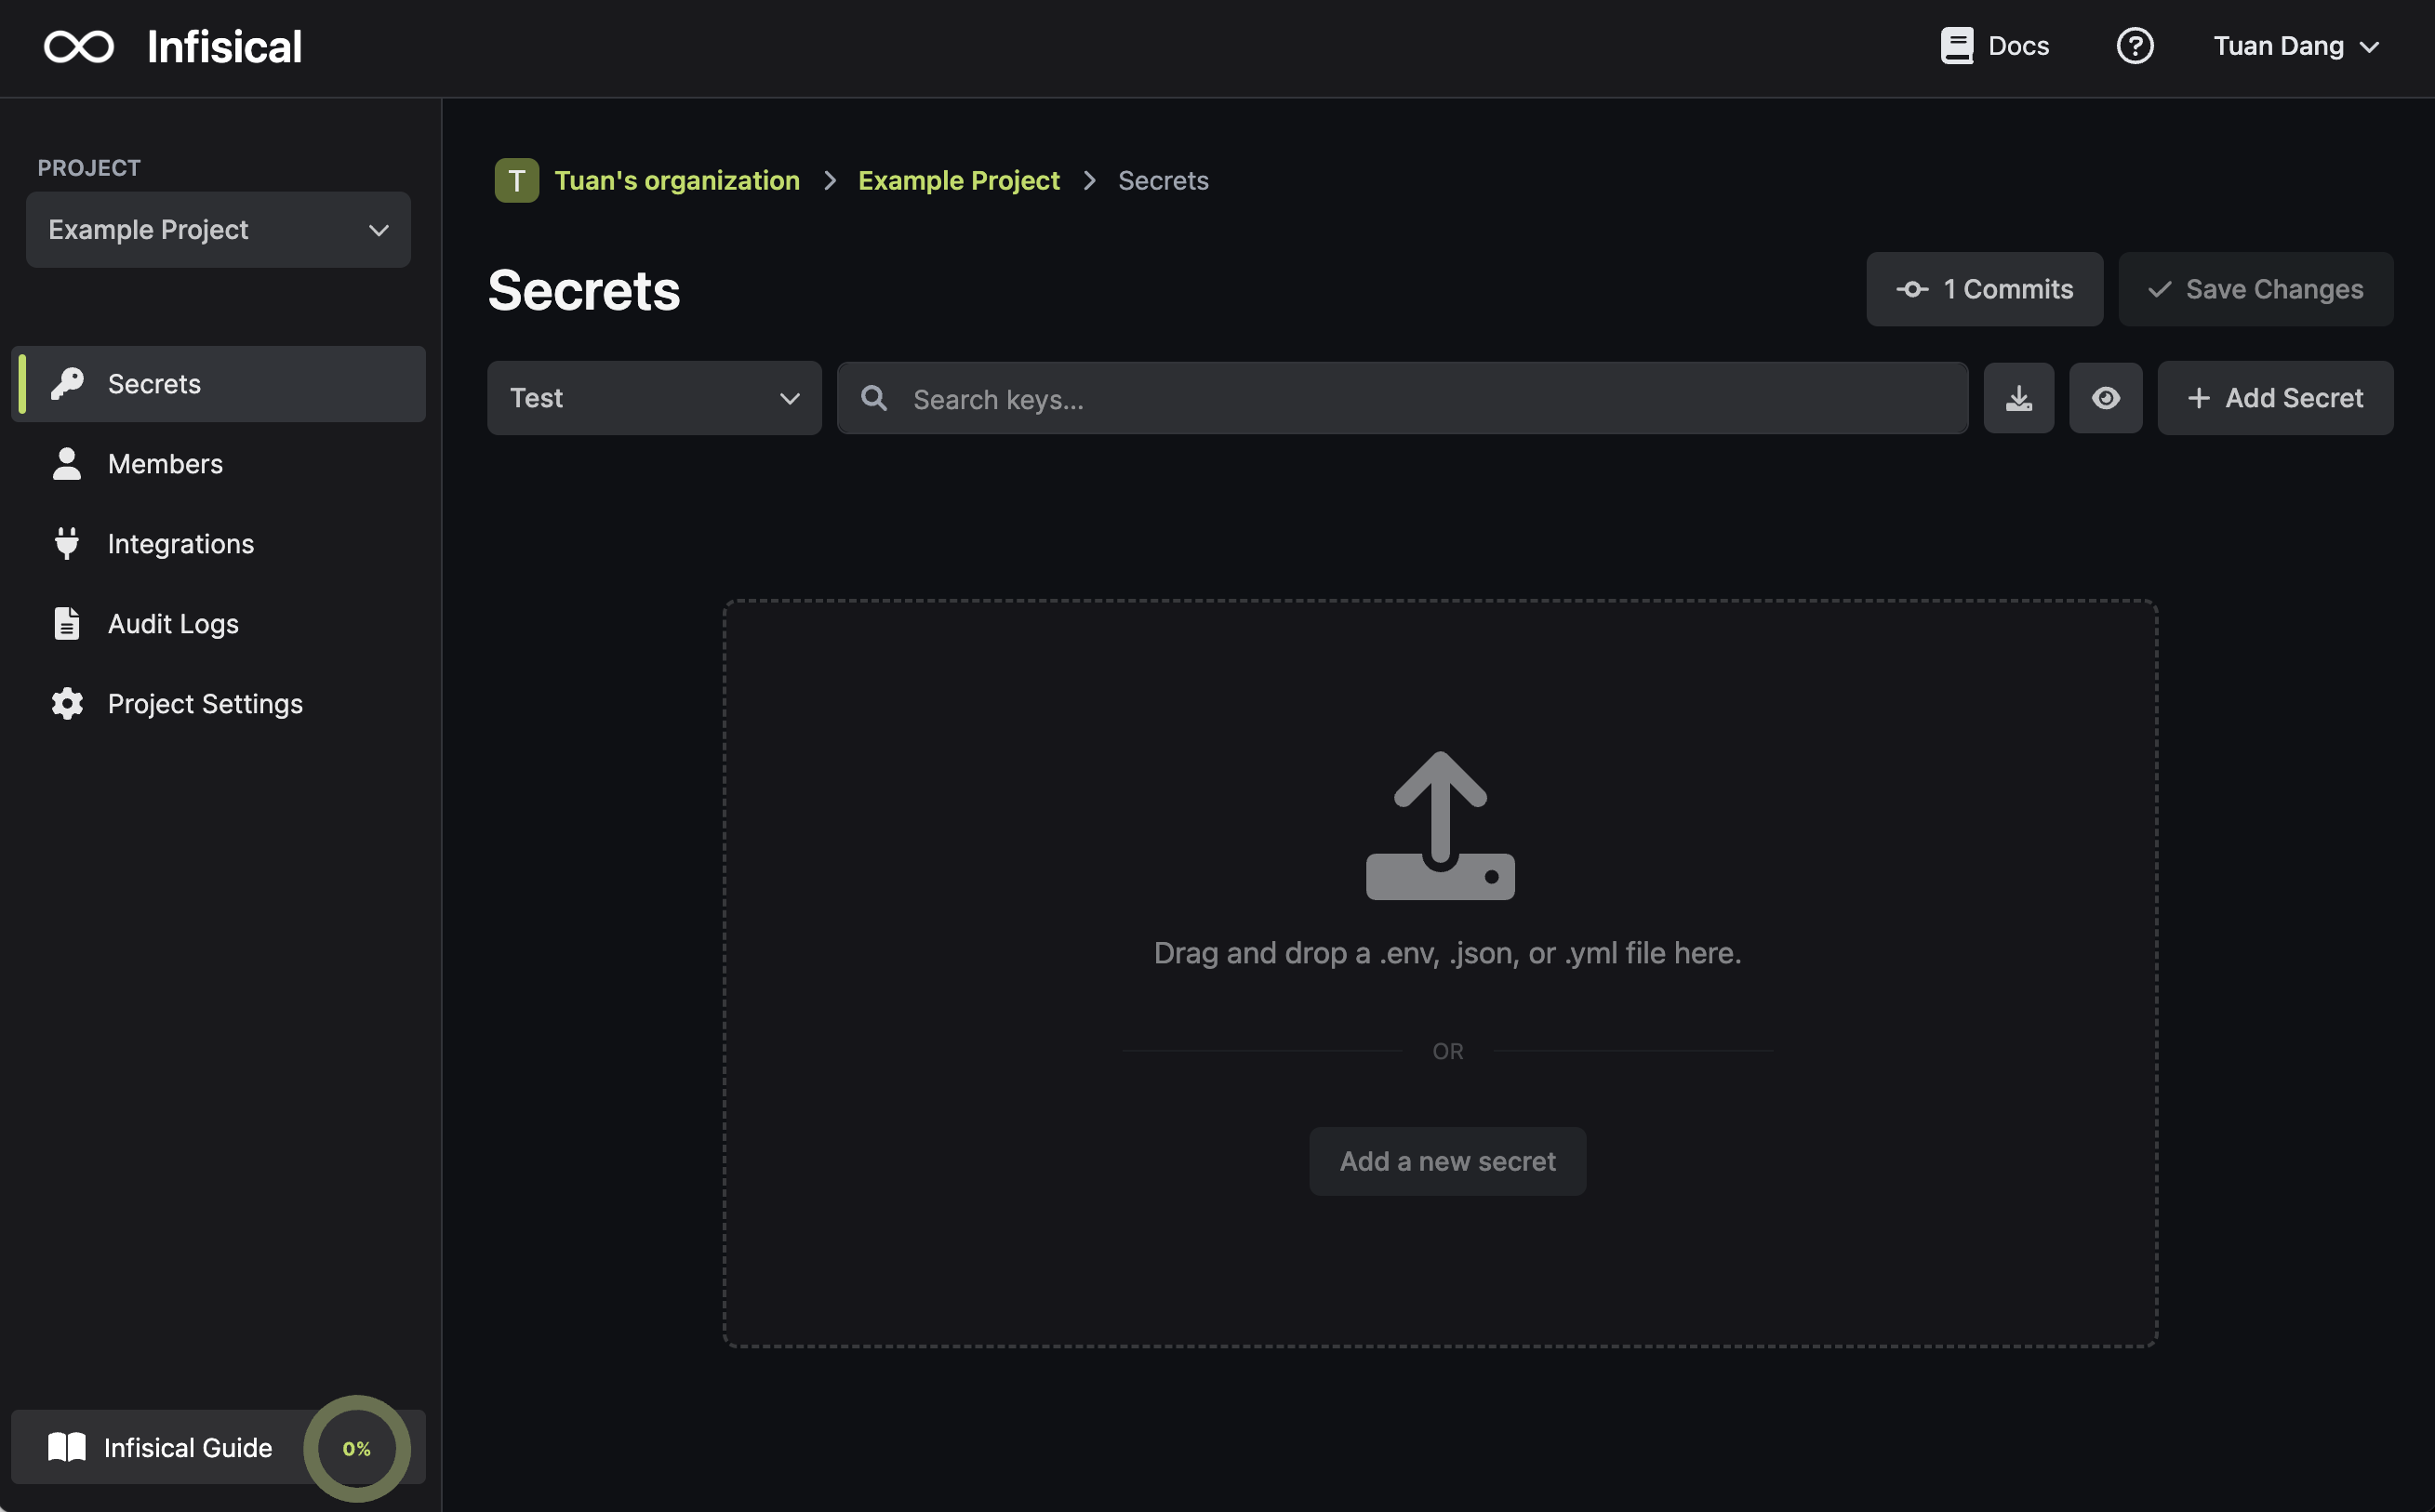 Infisical
Docs
Tuan Dang
PROJECT
Example Project
Secrets
Members
Integrations
Audit Logs
Project Settings
Infisical Guide
0%
T Tuan's organization > Example Project > Secrets
Secrets
1 Commits
Save Changes
Test
Search keys...
+ Add Secret
Drag and drop a .env, .json, or .yml file here.
OR
Add a new secret